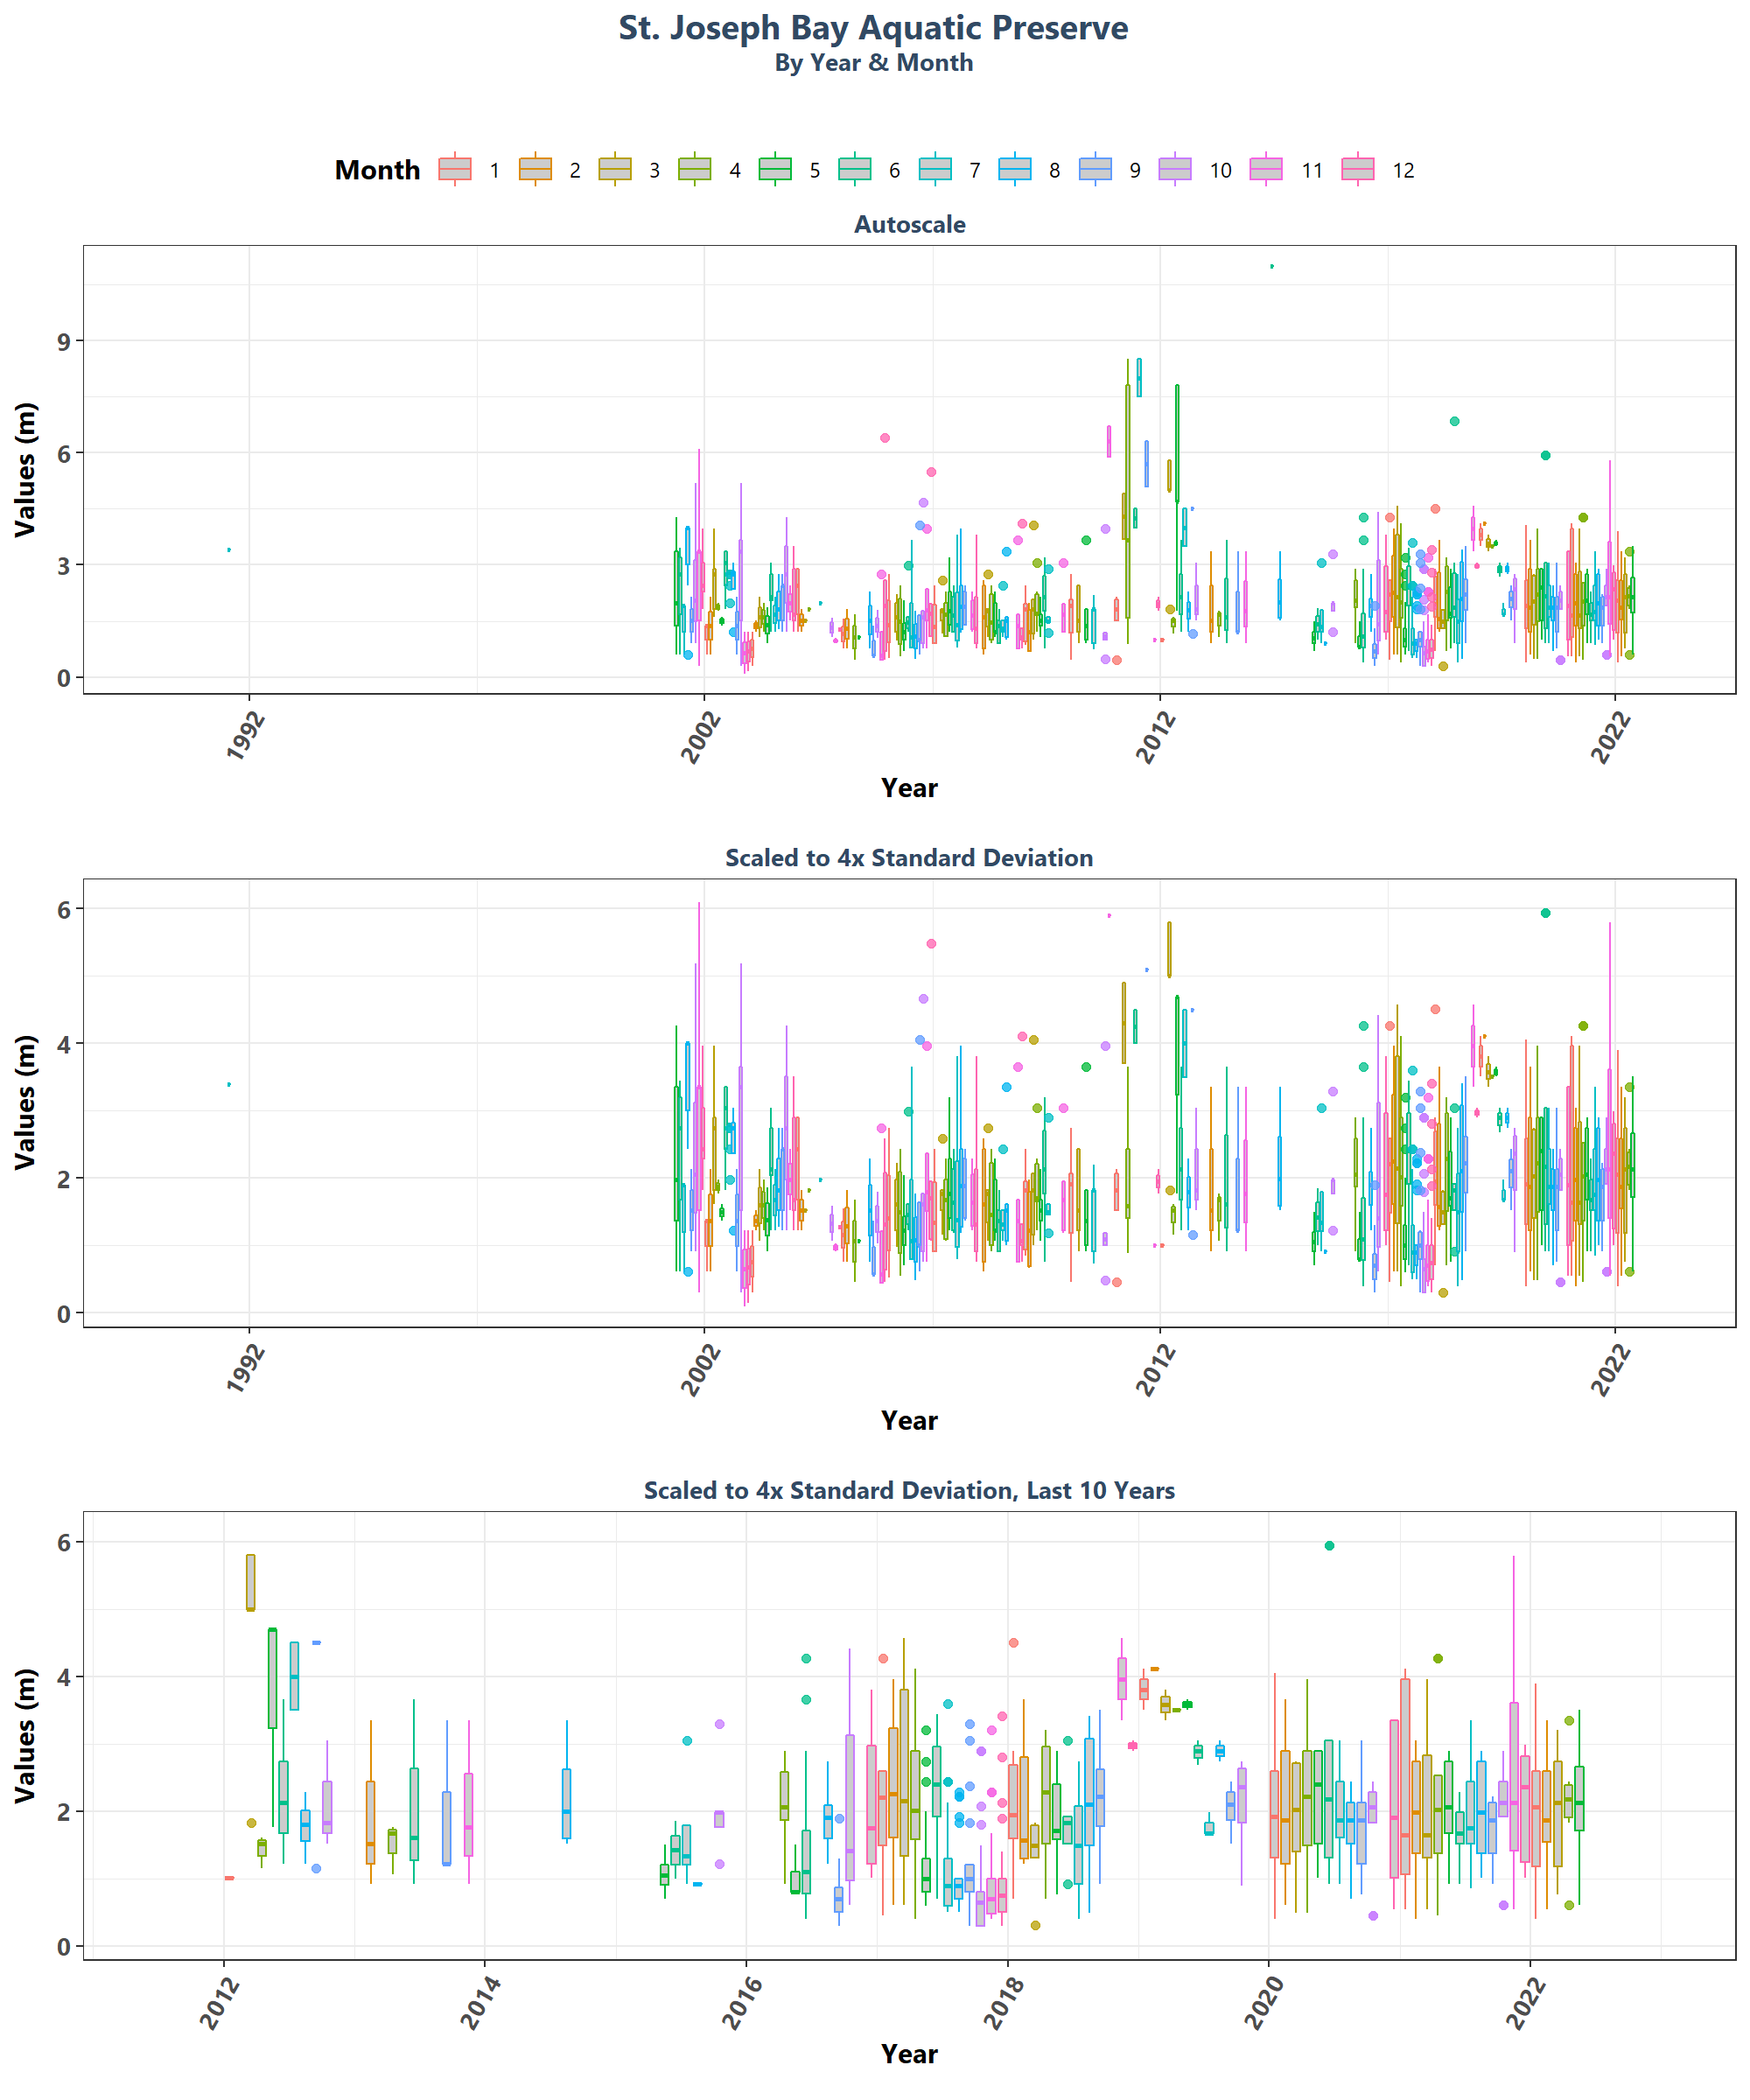 St. Joseph Bay Aquatic Preserve
By Year & Month
Month 1 2 3 4 5 6 7 8 9 10 11 12
Autoscale
Values (m)
9
6
3
0
1992 2002 2012 2022
Year
Scaled to 4x Standard Deviation
Values (m)
6
4
2
0
1992 2002 2012 2022
Year
Scaled to 4x Standard Deviation, Last 10 Years
Values (m)
6
4
2
0
2012 2014 2016 2018 2020 2022
Year